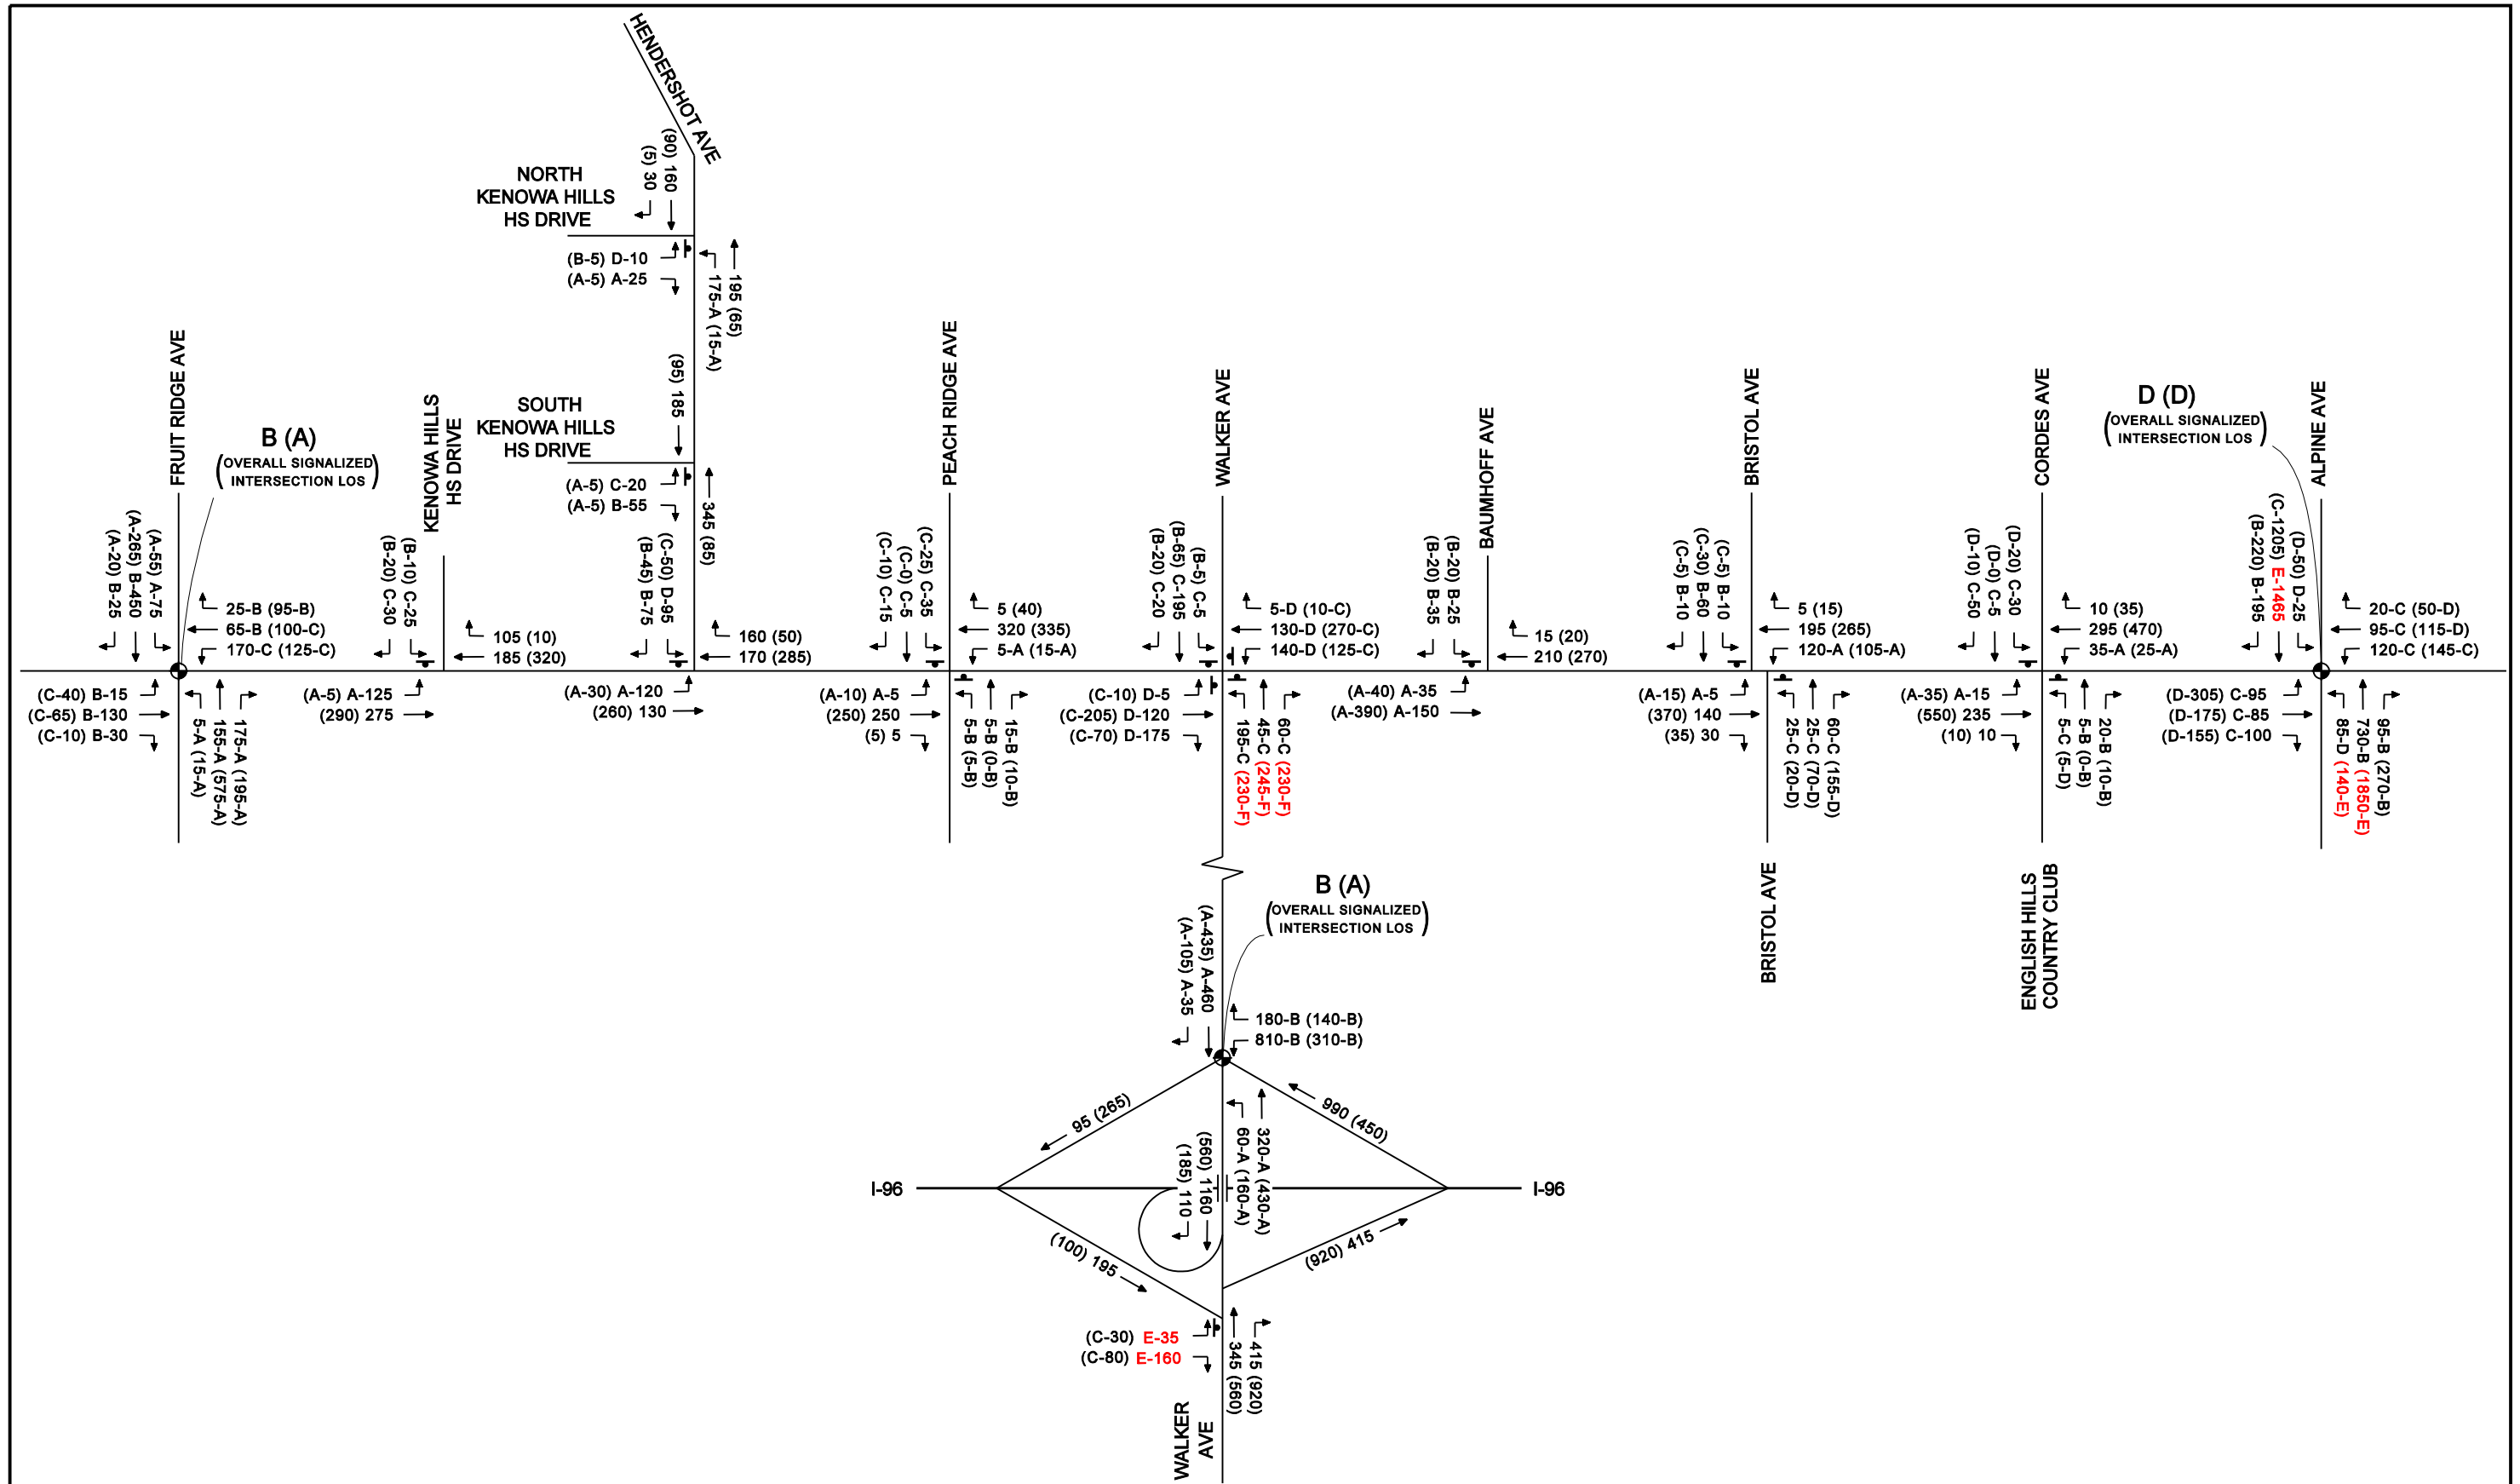 HENDERSHOT AVE
(90) 160
(5) 30
NORTH
KENOWA HILLS
HS DRIVE
(B-5) D-10
(A-5) A-25
195 (65)
175-A (15-A)
(95) 185
SOUTH
KENOWA HILLS
HS DRIVE
(A-5) C-20
(A-5) B-55
345 (85)
FRUIT RIDGE AVE
B (A)
(OVERALL SIGNALIZED
INTERSECTION LOS)
(A-55) A-75
(A-265) B-450
(A-20) B-25
25-B (95-B)
65-B (100-C)
170-C (125-C)
(C-40) B-15
(C-65) B-130
(C-10) B-30
175-A (195-A)
155-A (575-A)
5-A (15-A)
KENOWA HILLS
HS DRIVE
(B-10) C-25
(B-20) C-30
105 (10)
185 (320)
(A-5) A-125
(290) 275
(C-50) D-95
(B-45) B-75
160 (50)
170 (285)
(A-30) A-120
(260) 130
PEACH RIDGE AVE
(C-25) C-35
(C-0) C-5
(C-10) C-15
5 (40)
320 (335)
5-A (15-A)
(A-10) A-5
(250) 250
(5) 5
15-B (10-B)
5-B (0-B)
5-B (5-B)
WALKER AVE
(B-5) C-5
(B-65) C-195
(B-20) C-20
5-D (10-C)
130-D (270-C)
140-D (125-C)
(C-10) D-5
(C-205) D-120
(C-70) D-175
60-C (230-F)
45-C (245-F)
195-C (230-F)
BAUMHOFF AVE
(B-20) B-25
(B-20) B-35
15 (20)
210 (270)
(A-40) A-35
(A-390) A-150
BRISTOL AVE
(C-5) B-10
(C-30) B-60
(C-5) B-10
5 (15)
195 (265)
120-A (105-A)
(A-15) A-5
(370) 140
(35) 30
60-C (155-D)
25-C (70-D)
25-C (20-D)
BRISTOL AVE
CORDES AVE
(D-20) C-30
(D-0) C-5
(D-10) C-50
10 (35)
295 (470)
35-A (25-A)
(A-35) A-15
(550) 235
(10) 10
20-B (10-B)
5-B (0-B)
5-C (5-D)
ENGLISH HILLS
COUNTRY CLUB
D (D)
(OVERALL SIGNALIZED
INTERSECTION LOS)
ALPINE AVE
(D-50) D-25
(C-1205) E-1465
(B-220) B-195
20-C (50-D)
95-C (115-D)
120-C (145-C)
(D-305) C-95
(D-175) C-85
(D-155) C-100
95-B (270-B)
730-B (1850-E)
85-D (140-E)
B (A)
(OVERALL SIGNALIZED
INTERSECTION LOS)
(A-435) A-460
(A-105) A-35
180-B (140-B)
810-B (310-B)
95 (265)
990 (450)
320-A (430-A)
60-A (160-A)
(560) 1160
(185) 110
I-96
I-96
(100) 195
(920) 415
(C-30) E-35
(C-80) E-160
415 (920)
345 (560)
WALKER
AVE